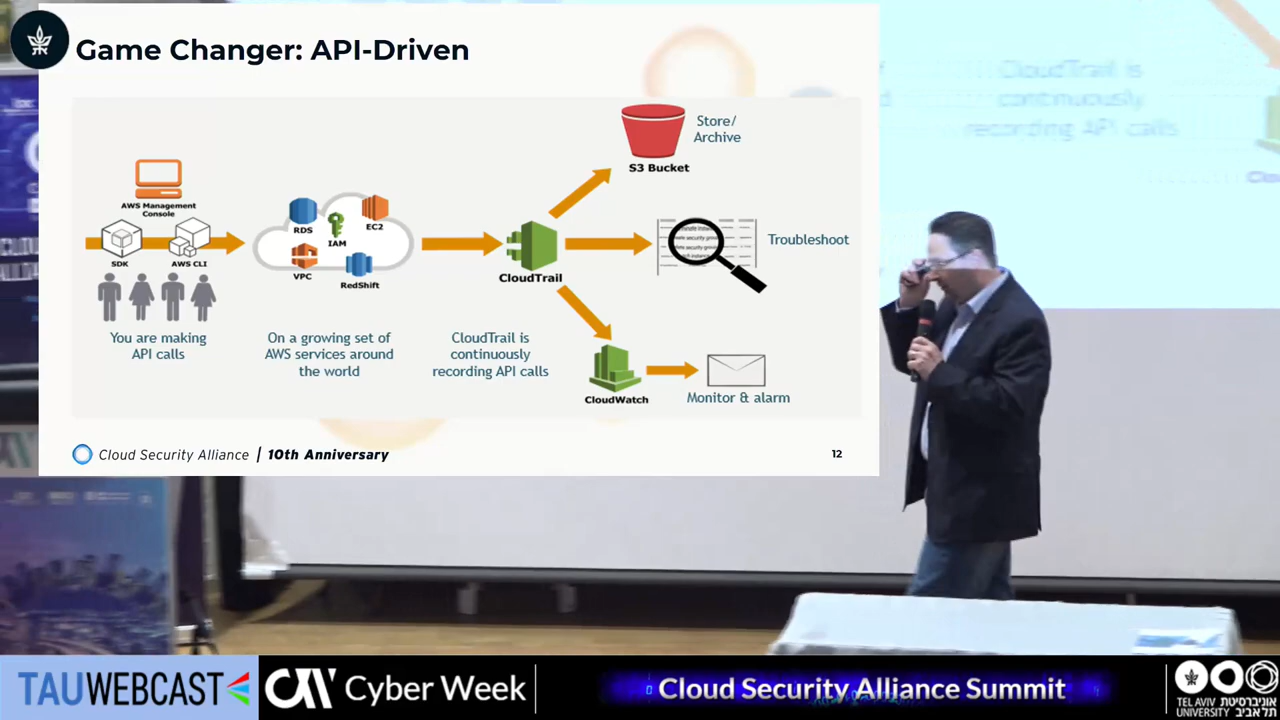 Game Changer: API-Driven
AWS Management
Console
SDK
AWS CLI
You are making
API calls
RDS
IAM
EC2
VPC
RedShift
On a growing set of
AWS services around
the world
CloudTrail
CloudTrail is
continuously
recording API calls
S3 Bucket
Store/
Archive
Troubleshoot
CloudWatch
Monitor & alarm
Cloud Security Alliance | 10th Anniversary
12
CloudTrail is
continuously
recording API calls
TAUWEBCAST
Cyber Week
Cloud Security Alliance Summit
TEL AVIV אוניברסיטת
UNIVERSITY תל אביב